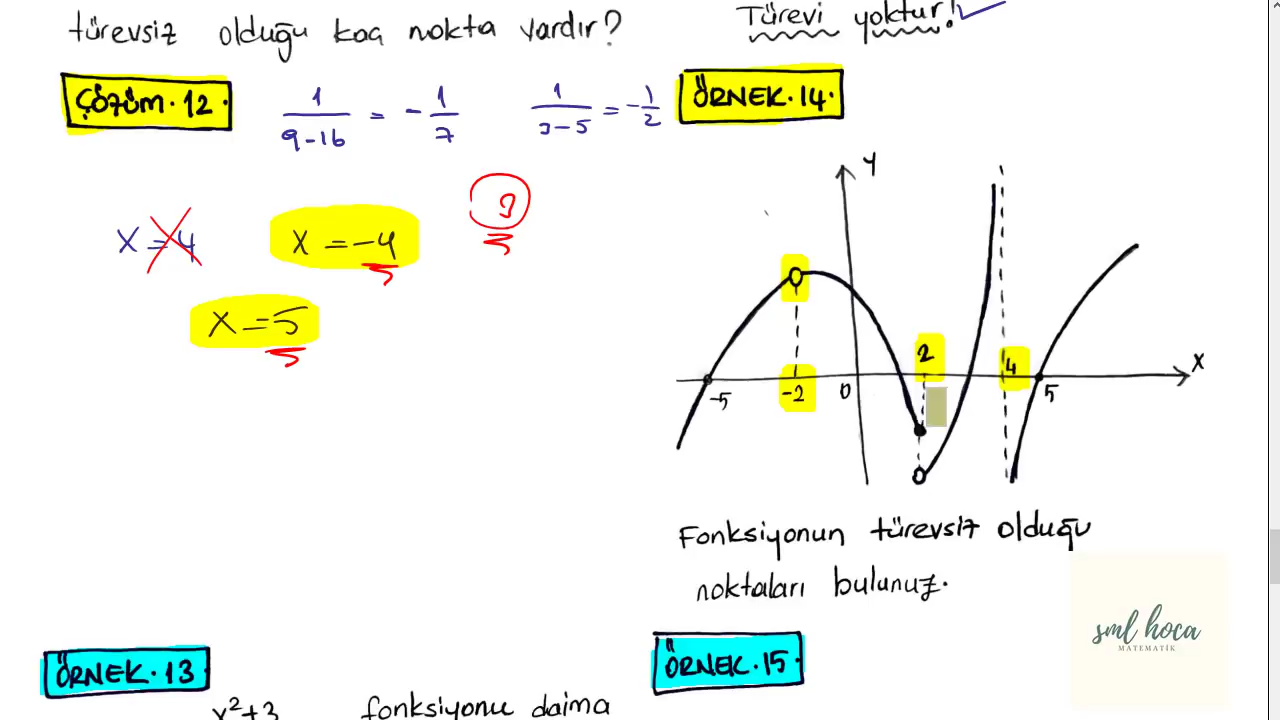 türevsiz olduğu kaç nokta vardır?
Türevi yoktur!
ÇÖZÜM.12.
1/(9-16) = -1/7
1/(3-5) = -1/2
3
x=4
x=-4
x=5
ÖRNEK.14.
y
x
-5
-2
0
2
4
5
Fonksiyonun türevsiz olduğu
noktaları bulunuz.
sml hoca
MATEMATİK
ÖRNEK.13
x²+3 fonksiyonu daima
ÖRNEK.15.